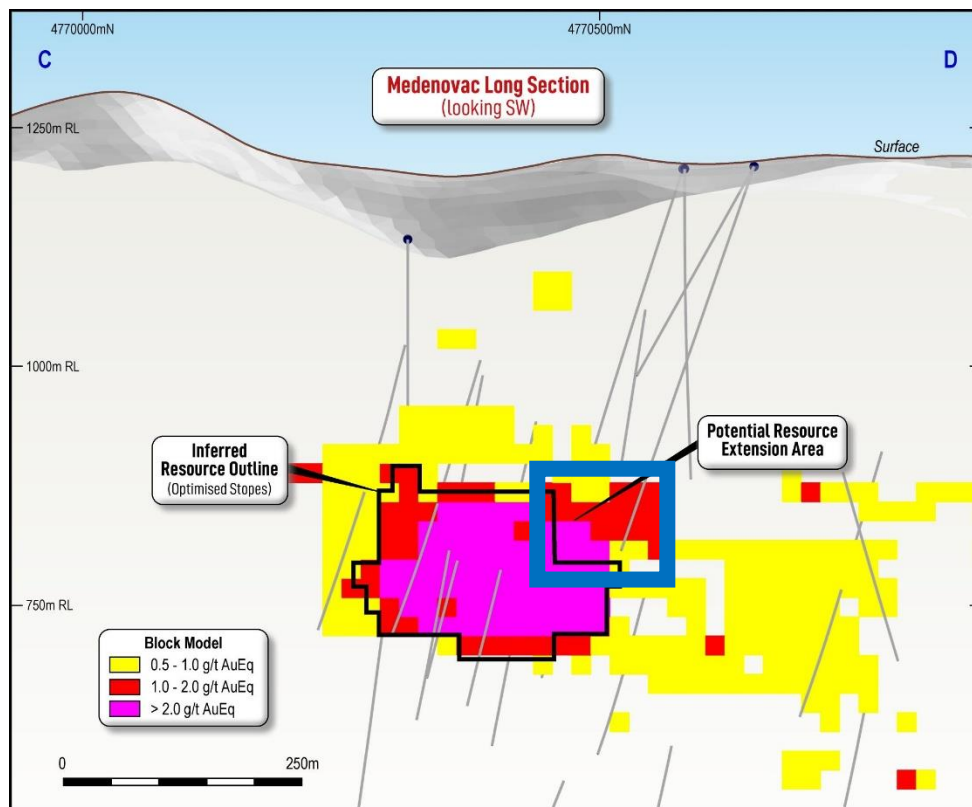 4770000mN
4770500mN
C
D
Medenovac Long Section
(looking SW)
1250m RL
Surface
1000m RL
Inferred
Resource Outline
(Optimised Stopes)
Potential Resource
Extension Area
750m RL
Block Model
0.5 - 1.0 g/t AuEq
1.0 - 2.0 g/t AuEq
> 2.0 g/t AuEq
0
250m